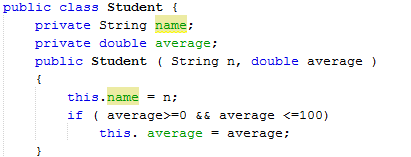 public class Student {
private String name;
private double average;
public Student ( String n, double average )
{
this.name = n;
if ( average>=0 && average <=100)
this. average = average;
}